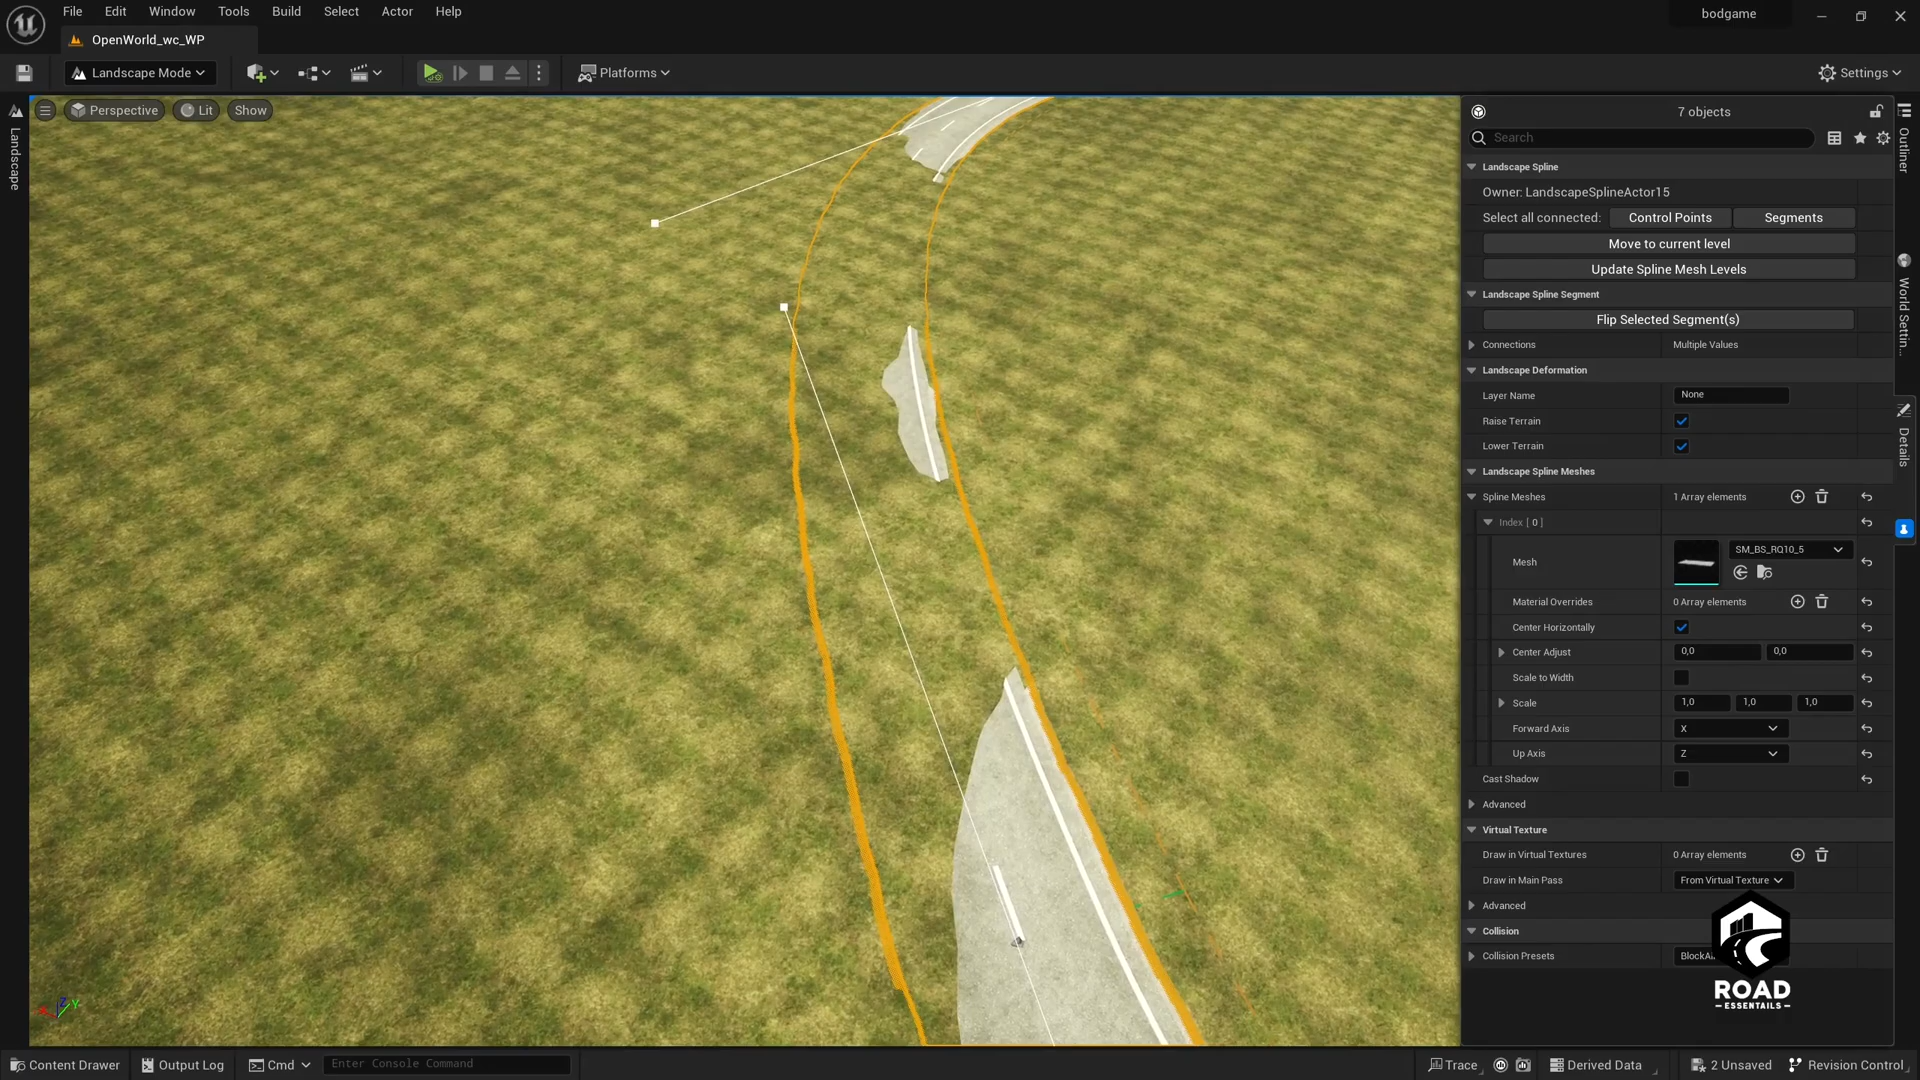 File Edit Window Tools Build Select Actor Help
bodgame
OpenWorld_wc_WP
Landscape Mode
Platforms
Settings
Perspective
Lit
Show
Landscape
7 objects
Search
Landscape Spline
Owner: LandscapeSplineActor15
Select all connected: Control Points Segments
Move to current level
Update Spline Mesh Levels
Landscape Spline Segment
Flip Selected Segment(s)
Connections Multiple Values
Landscape Deformation
Layer Name None
Raise Terrain
Lower Terrain
Landscape Spline Meshes
Spline Meshes 1 Array elements
Index [ 0 ]
Mesh SM_BS_RQ10_5
Material Overrides 0 Array elements
Center Horizontally
Center Adjust 0,0 0,0
Scale to Width
Scale 1,0 1,0 1,0
Forward Axis X
Up Axis Z
Cast Shadow
Advanced
Virtual Texture
Draw in Virtual Textures 0 Array elements
Draw in Main Pass From Virtual Texture
Advanced
Collision
Collision Presets
ROAD
ESSENTAILS
Outliner
World Settin...
Details
Z Y
Content Drawer
Output Log
Cmd
Enter Console Command
Trace
Derived Data
2 Unsaved
Revision Control